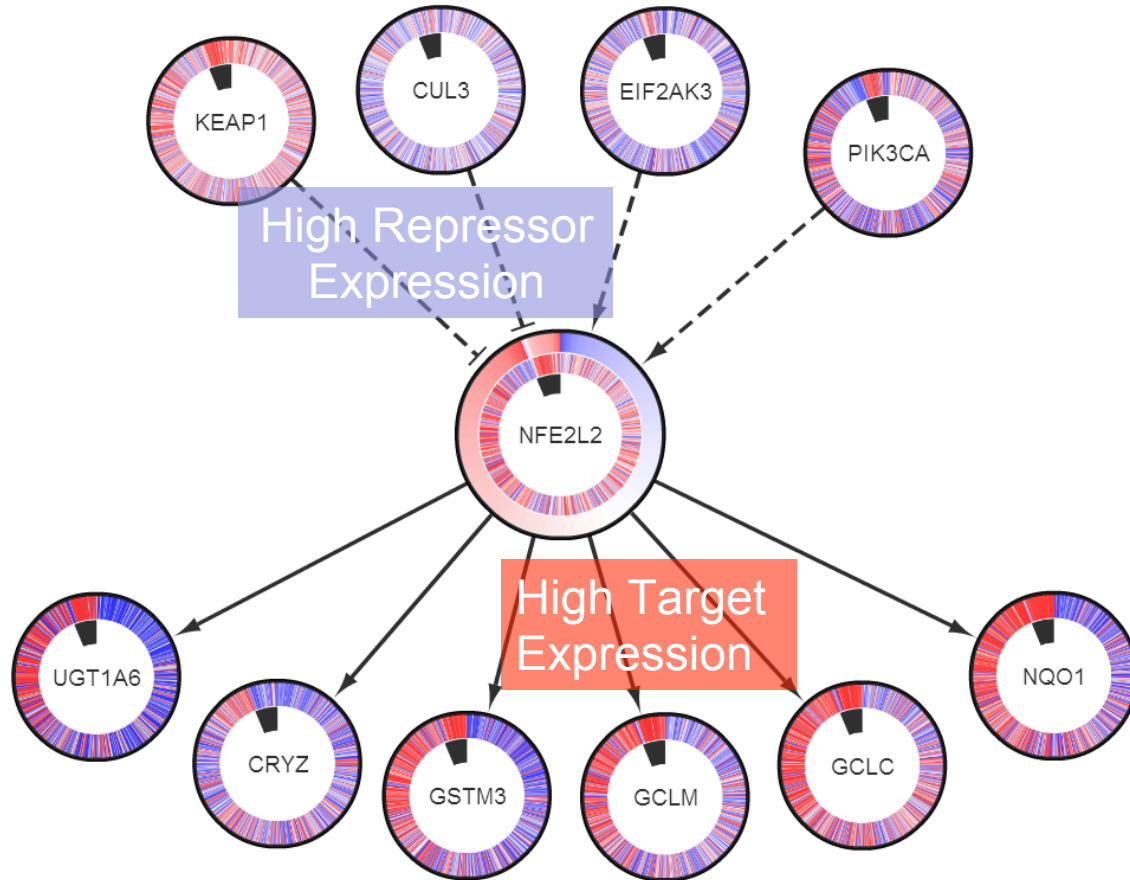 KEAP1
CUL3
EIF2AK3
PIK3CA
High Repressor
Expression
NFE2L2
High Target
Expression
UGT1A6
CRYZ
GSTM3
GCLM
GCLC
NQO1